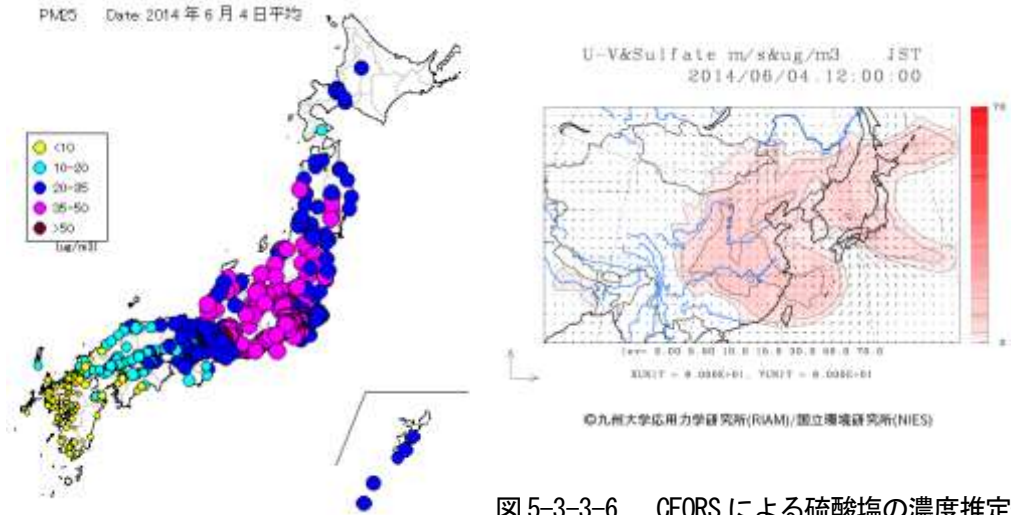 PM25 Date: 2014 年 6 月 4 日平均
<10
10-20
20-35
35-50
>50
(ug/m3)
U-V&Sulfate m/s&ug/m3 JST
2014/06/04.12:00:00
©九州大学応用力学研究所(RIAM)/国立環境研究所(NIES)
図 5-3-3-6 CFORS による硫酸塩の濃度推定